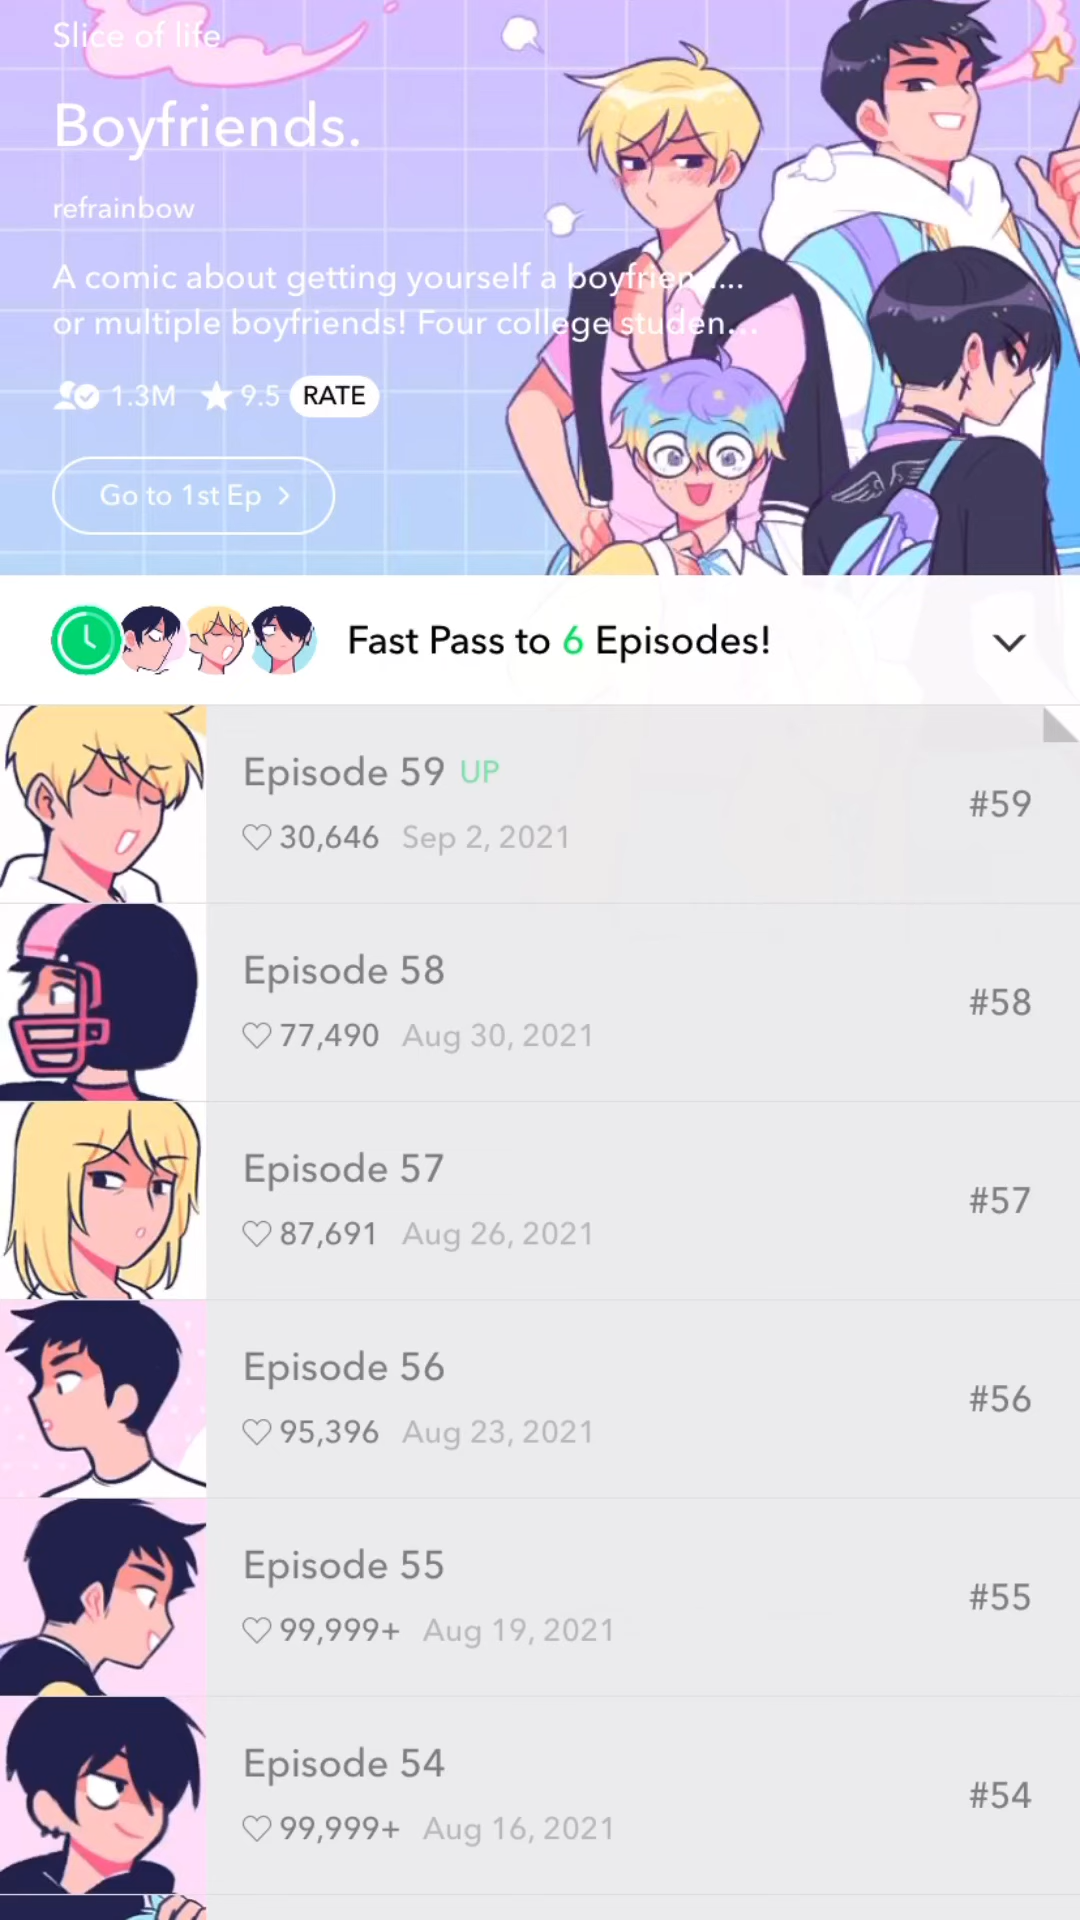 Slice of life
Boyfriends.
refrainbow
A comic about getting yourself a boyfrien....
or multiple boyfriends! Four college studen...
1.3M 9.5 RATE
Go to 1st Ep >
Fast Pass to 6 Episodes!
Episode 59 UP
30,646 Sep 2, 2021
#59
Episode 58
77,490 Aug 30, 2021
#58
Episode 57
87,691 Aug 26, 2021
#57
Episode 56
95,396 Aug 23, 2021
#56
Episode 55
99,999+ Aug 19, 2021
#55
Episode 54
99,999+ Aug 16, 2021
#54